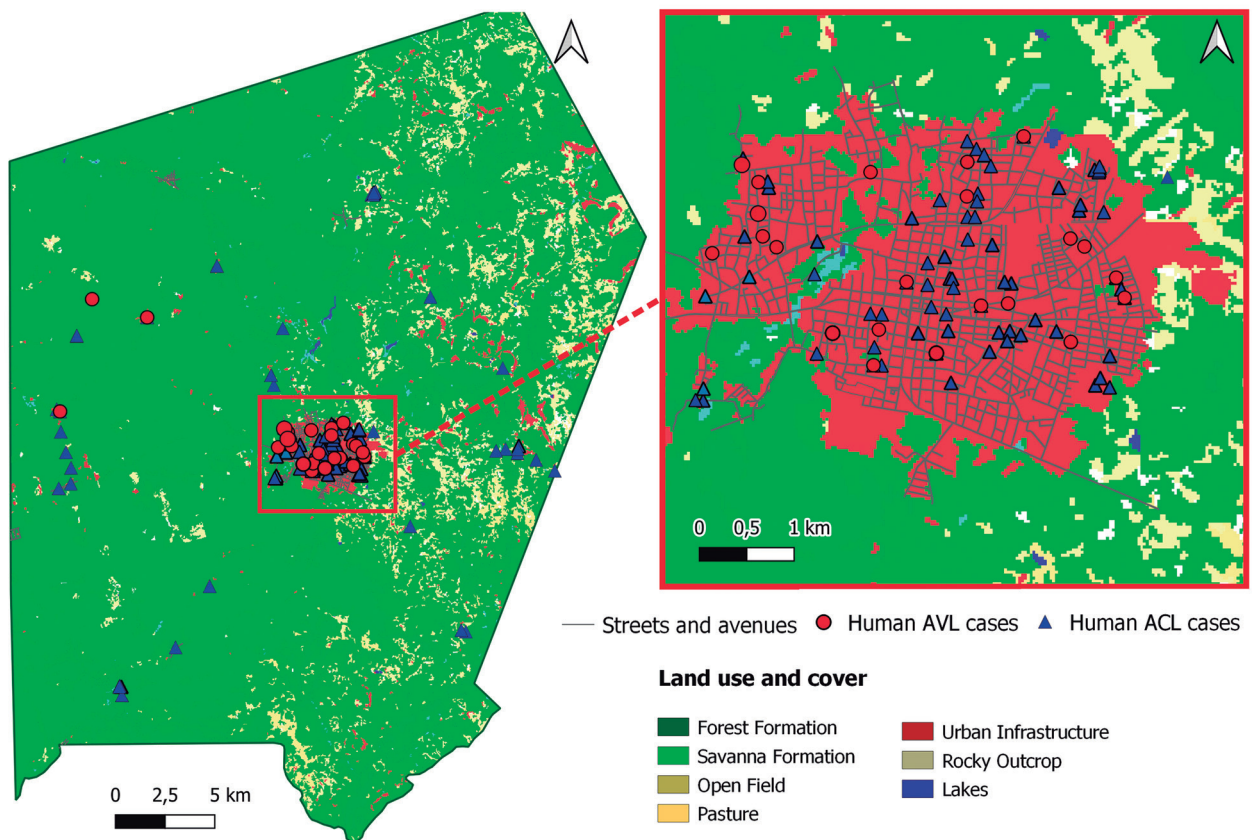 0 0,5 1 km
Streets and avenues Human AVL cases Human ACL cases
Land use and cover
Forest Formation
Savanna Formation
Open Field
Pasture
Urban Infrastructure
Rocky Outcrop
Lakes
0 2,5 5 km